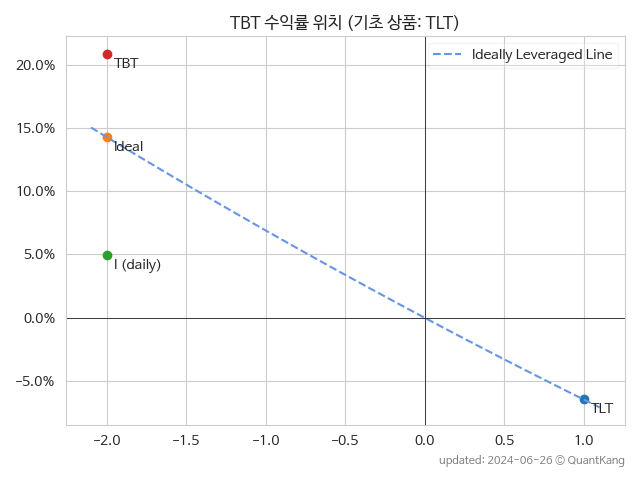 TBT 수익률 위치 (기초 상품: TLT)
Ideally Leveraged Line
20.0%
15.0%
10.0%
5.0%
0.0%
−5.0%
TBT
Ideal
I (daily)
TLT
−2.0
−1.5
−1.0
−0.5
0.0
0.5
1.0
updated: 2024-06-26 © QuantKang